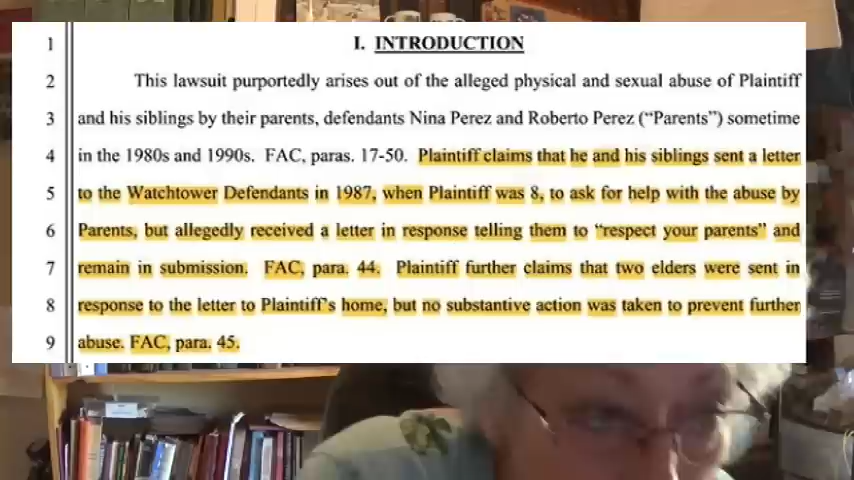 I. INTRODUCTION
1
2 This lawsuit purportedly arises out of the alleged physical and sexual abuse of Plaintiff
3 and his siblings by their parents, defendants Nina Perez and Roberto Perez (“Parents”) sometime
4 in the 1980s and 1990s. FAC, paras. 17-50. Plaintiff claims that he and his siblings sent a letter
5 to the Watchtower Defendants in 1987, when Plaintiff was 8, to ask for help with the abuse by
6 Parents, but allegedly received a letter in response telling them to “respect your parents” and
7 remain in submission. FAC, para. 44. Plaintiff further claims that two elders were sent in
8 response to the letter to Plaintiff's home, but no substantive action was taken to prevent further
9 abuse. FAC, para. 45.